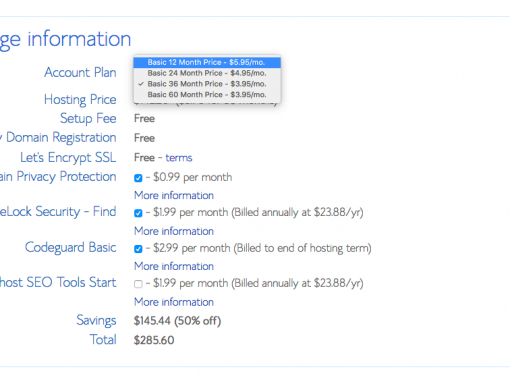 ge information
Account Plan
Basic 12 Month Price - $5.95/mo.
Basic 24 Month Price - $4.95/mo.
✓ Basic 36 Month Price - $3.95/mo.
Basic 60 Month Price - $3.95/mo.
Hosting Price
Setup Fee Free
Domain Registration Free
Let's Encrypt SSL Free - terms
ain Privacy Protection - $0.99 per month
More information
eLock Security - Find - $1.99 per month (Billed annually at $23.88/yr)
More information
Codeguard Basic - $2.99 per month (Billed to end of hosting term)
More information
host SEO Tools Start - $1.99 per month (Billed annually at $23.88/yr)
More information
Savings $145.44 (50% off)
Total $285.60